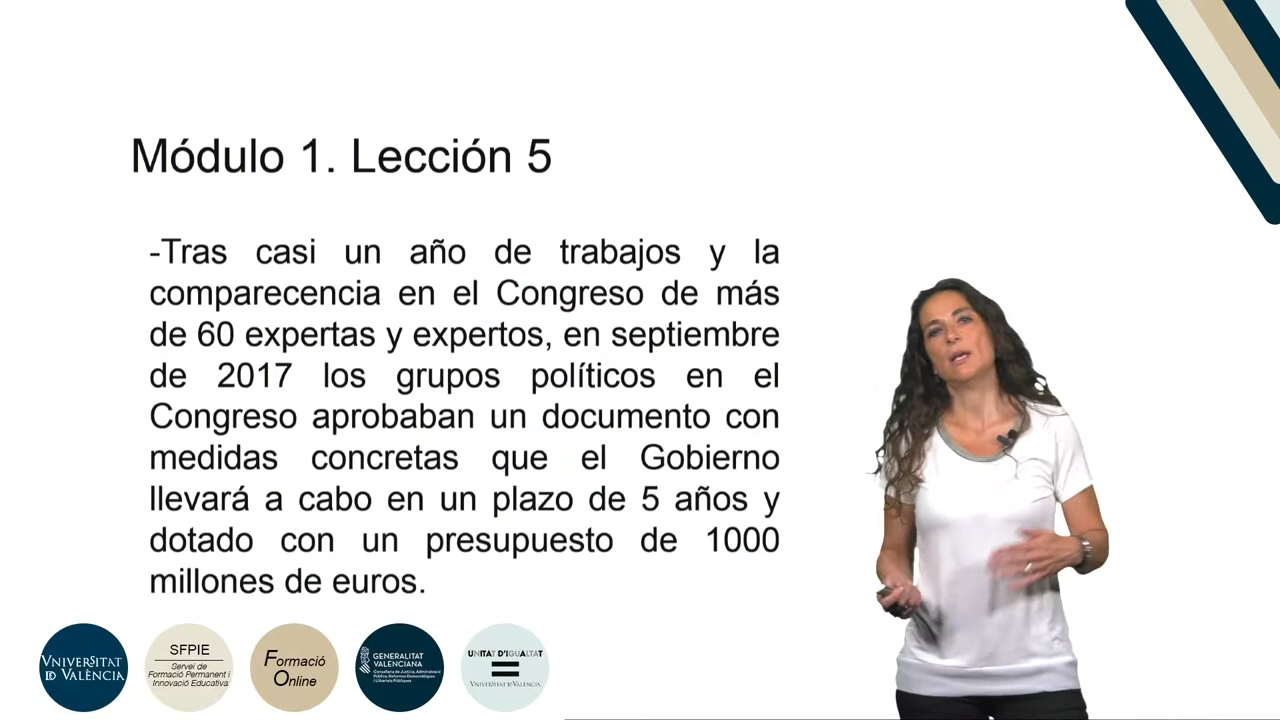 Módulo 1. Lección 5
-Tras casi un año de trabajos y la
comparecencia en el Congreso de más
de 60 expertas y expertos, en septiembre
de 2017 los grupos políticos en el
Congreso aprobaban un documento con
medidas concretas que el Gobierno
llevará a cabo en un plazo de 5 años y
dotado con un presupuesto de 1000
millones de euros.
VNIVERSITAT
ID VALÈNCIA
SFPIE
Servei de
Formació Permanent i
Innovació Educativa
Formació
Online
GENERALITAT
VALENCIANA
Conselleria de Justícia, Administració
Pública, Reformes Democràtiques
i Llibertats Públiques
UNITAT D'IGUALTAT
VNIVERSITAT ID VALÈNCIA